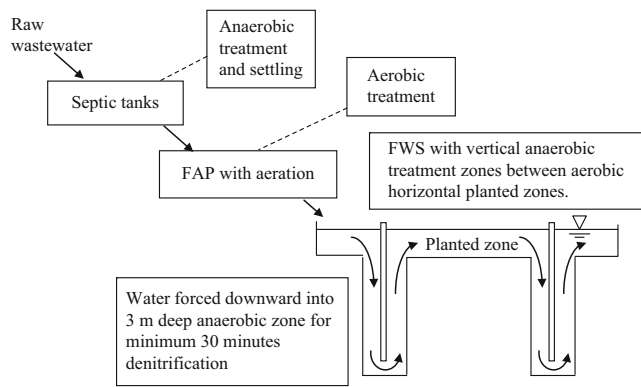 Raw
wastewater
Anaerobic
treatment
and settling
Septic tanks
Aerobic
treatment
FAP with aeration
FWS with vertical anaerobic
treatment zones between aerobic
horizontal planted zones.
Planted zone
Water forced downward into
3 m deep anaerobic zone for
minimum 30 minutes
denitrification